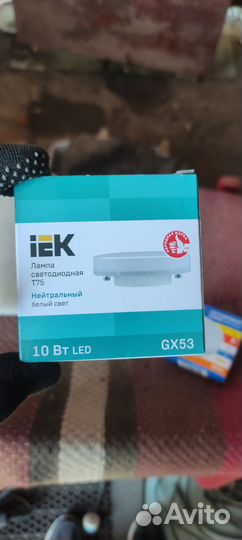 iEK
Лампа
светодиодная
T75
Нейтральный
белый свет
10 Вт LED
GX53
Avito